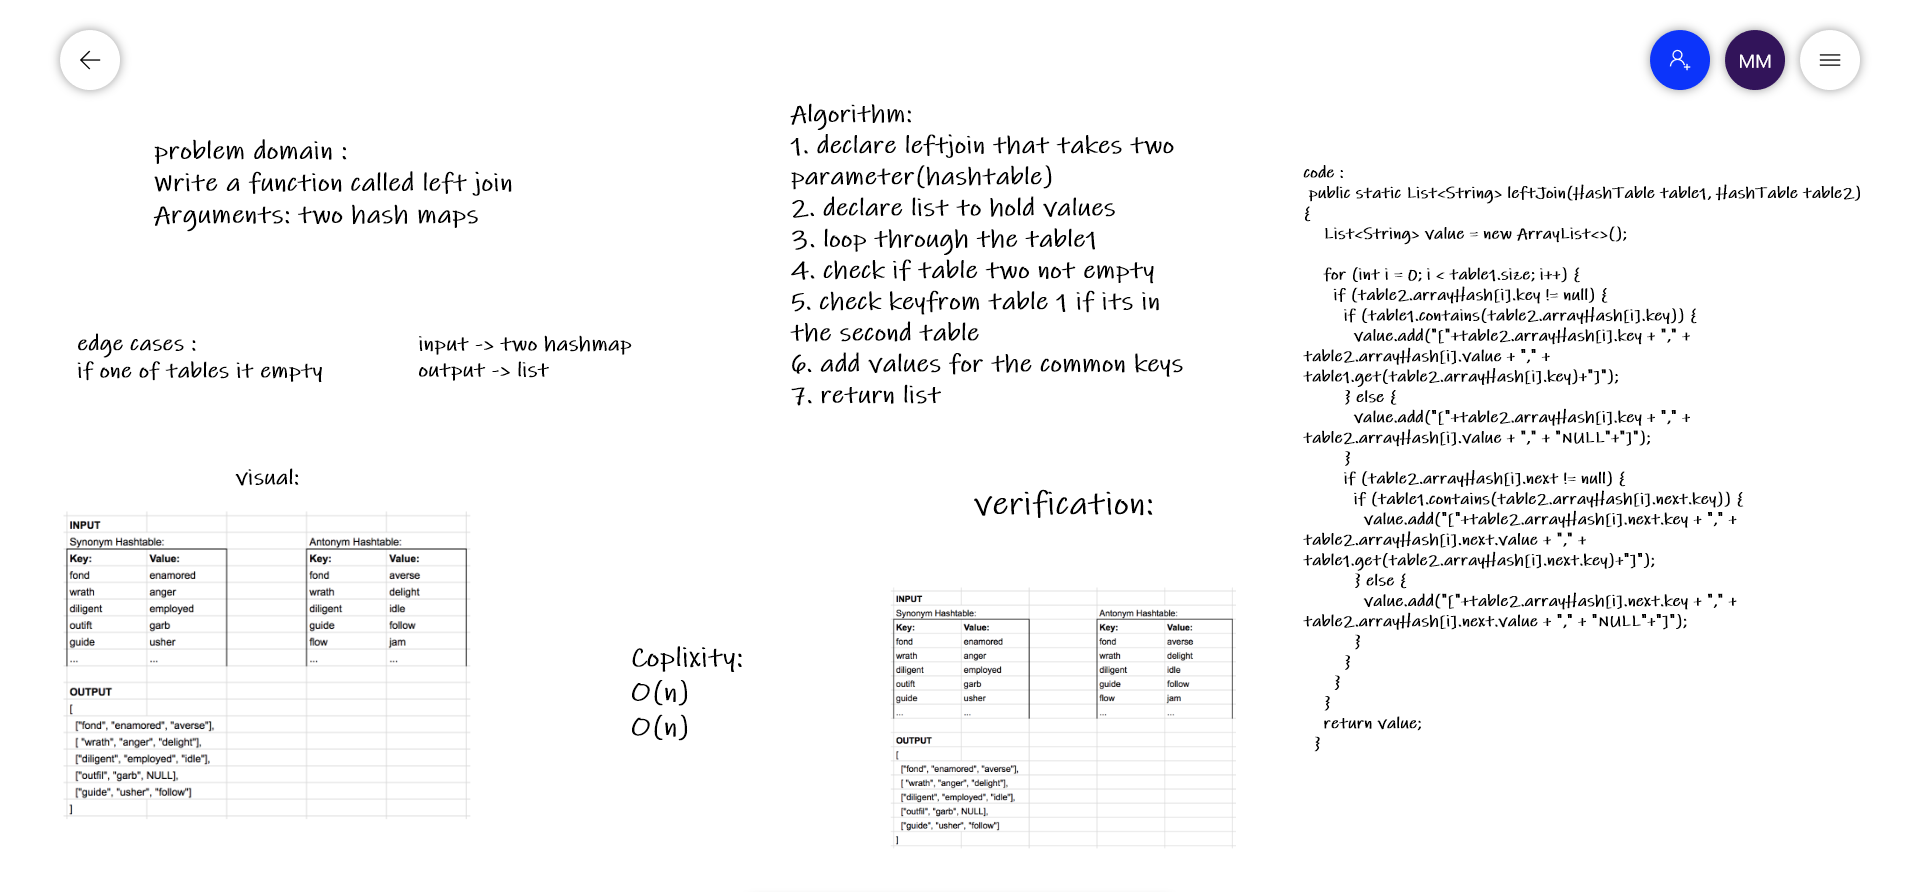 MM
problem domain :
Write a function called left join
Arguments: two hash maps
edge cases :
if one of tables it empty
input -> two hashmap
output -> list
visual:
INPUT
Synonym Hashtable: Antonym Hashtable:
Key: Value: Key: Value:
fond enamored fond averse
wrath anger wrath delight
diligent employed diligent idle
outift garb guide follow
guide usher flow jam
... ... ... ...
OUTPUT
[
["fond", "enamored", "averse"],
[ "wrath", "anger", "delight"],
["diligent", "employed", "idle"],
["outfil", "garb", NULL],
["guide", "usher", "follow"]
]
Coplixity:
O(n)
O(n)
Algorithm:
1. declare leftjoin that takes two
parameter(hashtable)
2. declare list to hold values
3. loop through the table1
4. check if table two not empty
5. check keyfrom table 1 if its in
the second table
6. add values for the common keys
7. return list
verification:
INPUT
Synonym Hashtable: Antonym Hashtable:
Key: Value: Key: Value:
fond enamored fond averse
wrath anger wrath delight
diligent employed diligent idle
outift garb guide follow
guide usher flow jam
... ... ... ...
OUTPUT
[
["fond", "enamored", "averse"],
[ "wrath", "anger", "delight"],
["diligent", "employed", "idle"],
["outfil", "garb", NULL],
["guide", "usher", "follow"]
]
code :
public static List<String> leftJoin(HashTable table1, HashTable table2)
{
List<String> value = new ArrayList<>();
for (int i = 0; i < table1.size; i++) {
if (table2.arrayHash[i].key != null) {
if (table1.contains(table2.arrayHash[i].key)) {
value.add("["+table2.arrayHash[i].key + "," +
table2.arrayHash[i].value + "," +
table1.get(table2.arrayHash[i].key)+"]");
} else {
value.add("["+table2.arrayHash[i].key + "," +
table2.arrayHash[i].value + "," + "NULL"+"]");
}
if (table2.arrayHash[i].next != null) {
if (table1.contains(table2.arrayHash[i].next.key)) {
value.add("["+table2.arrayHash[i].next.key + "," +
table2.arrayHash[i].next.value + "," +
table1.get(table2.arrayHash[i].next.key)+"]");
} else {
value.add("["+table2.arrayHash[i].next.key + "," +
table2.arrayHash[i].next.value + "," + "NULL"+"]");
}
}
}
}
return value;
}